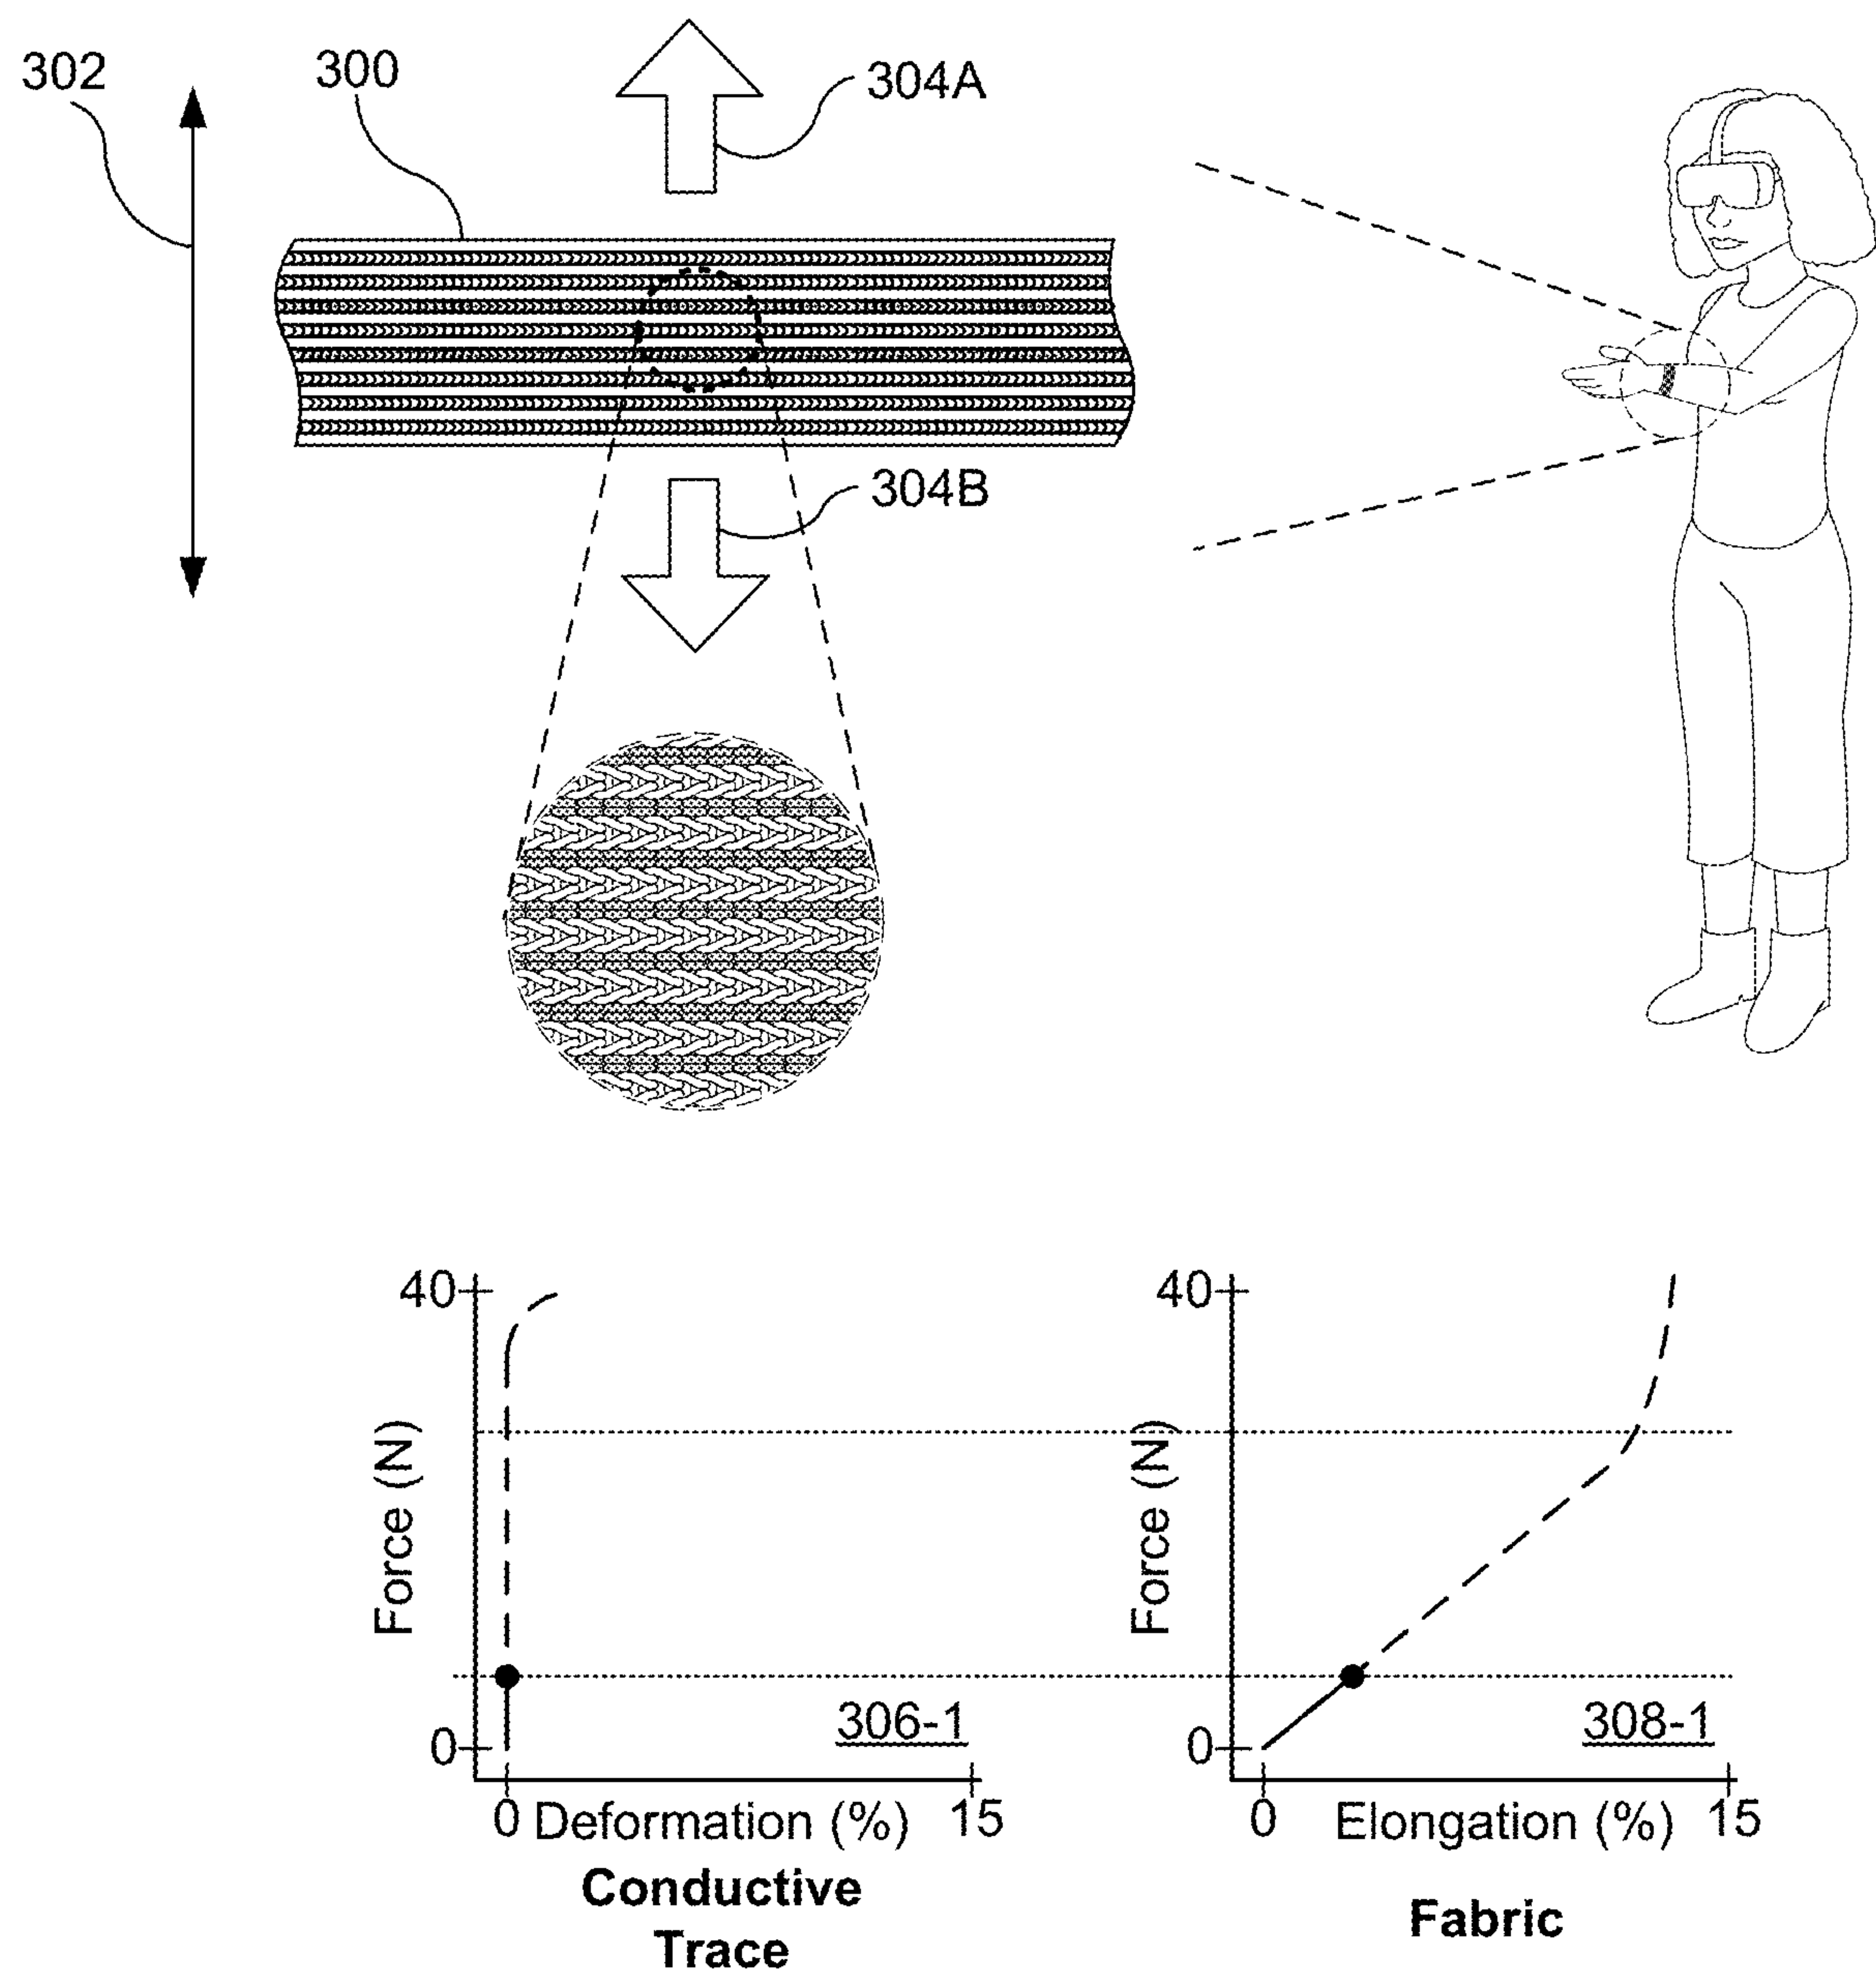 302
300
304A
304B
40
40
Force (N)
Force (N)
306-1
308-1
0
0
0 Deformation (%) 15
0 Elongation (%) 15
Conductive
Trace
Fabric